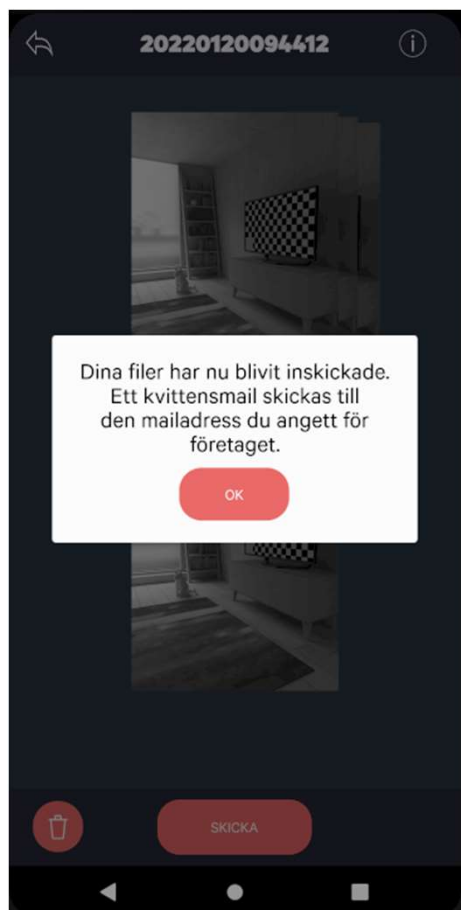 20220120094412
Dina filer har nu blivit inskickade.
Ett kvittensmail skickas till
den mailadress du angett för
företaget.
OK
SKICKA